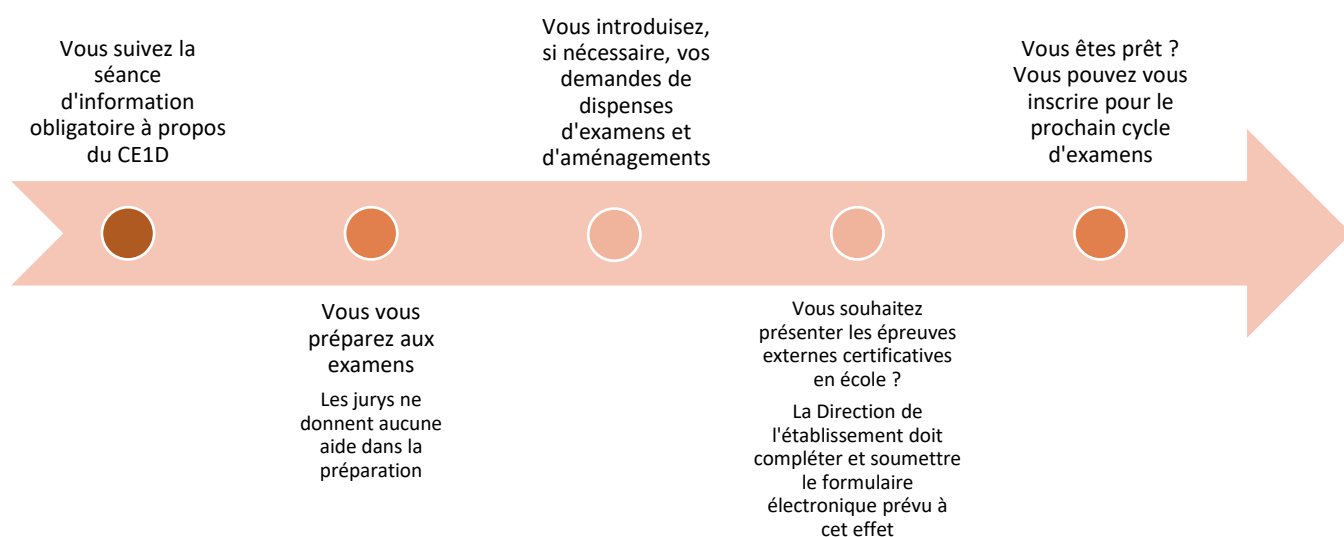 Vous suivez la
séance
d'information
obligatoire à propos
du CE1D
Vous vous
préparez aux
examens
Les jurys ne
donnent aucune
aide dans la
préparation
Vous introduisez,
si nécessaire, vos
demandes de
dispenses
d'examens et
d'aménagements
Vous souhaitez
présenter les épreuves
externes certificatives
en école ?
La Direction de
l'établissement doit
compléter et soumettre
le formulaire
électronique prévu à
cet effet
Vous êtes prêt ?
Vous pouvez vous
inscrire pour le
prochain cycle
d'examens